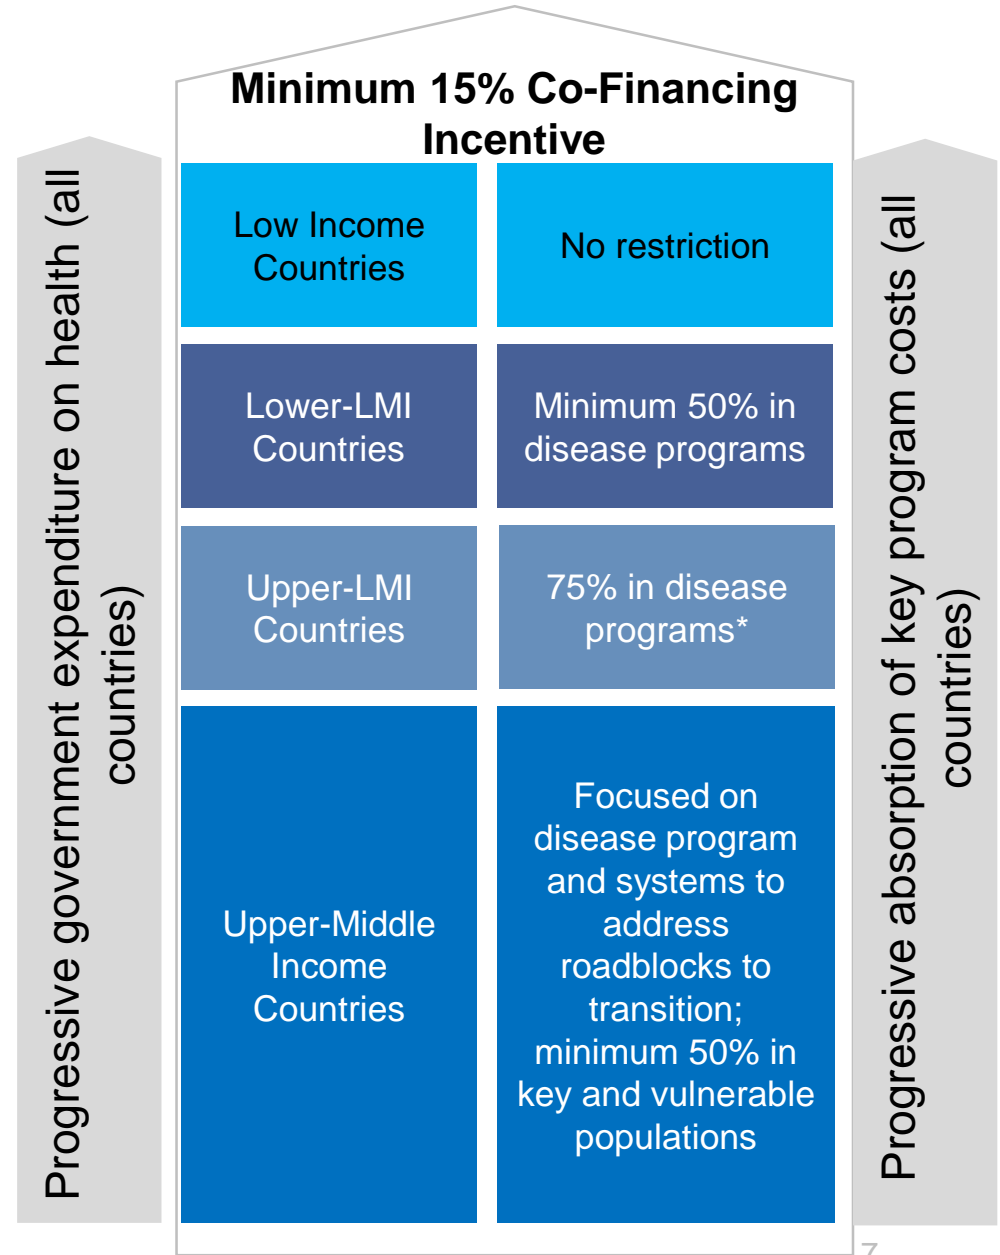 Minimum 15% Co-Financing
Incentive
Progressive government expenditure on health (all
countries)
Low Income
Countries
No restriction
Lower-LMI
Countries
Minimum 50% in
disease programs
Upper-LMI
Countries
75% in disease
programs*
Upper-Middle
Income
Countries
Focused on
disease program
and systems to
address
roadblocks to
transition;
minimum 50% in
key and vulnerable
populations
Progressive absorption of key program costs (all
countries)
7